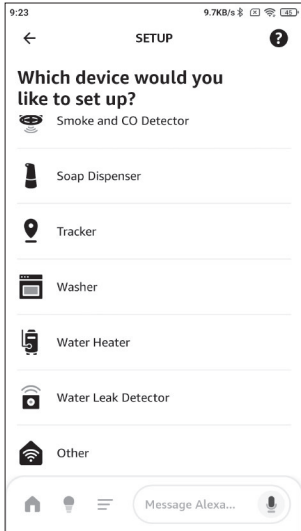 9:23 9.7KB/s 45
SETUP ?
Which device would you
like to set up?
Smoke and CO Detector
Soap Dispenser
Tracker
Washer
Water Heater
Water Leak Detector
Other
Message Alexa...